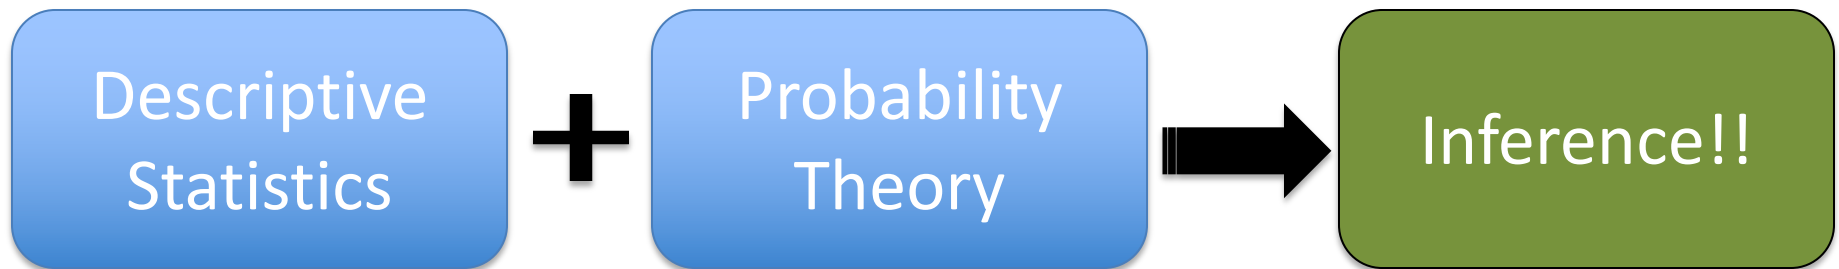 Descriptive
Statistics
Probability
Theory
Inference!!